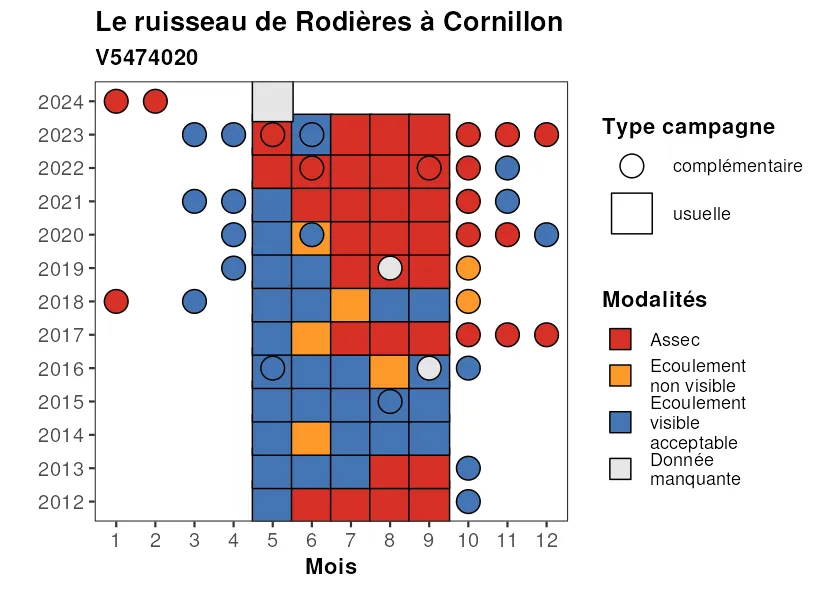 Le ruisseau de Rodières à Cornillon
V5474020
2024
2023
2022
2021
2020
2019
2018
2017
2016
2015
2014
2013
2012
1 2 3 4 5 6 7 8 9 10 11 12
Mois
Type campagne
complémentaire
usuelle
Modalités
Assec
Ecoulement
non visible
Ecoulement
visible
acceptable
Donnée
manquante